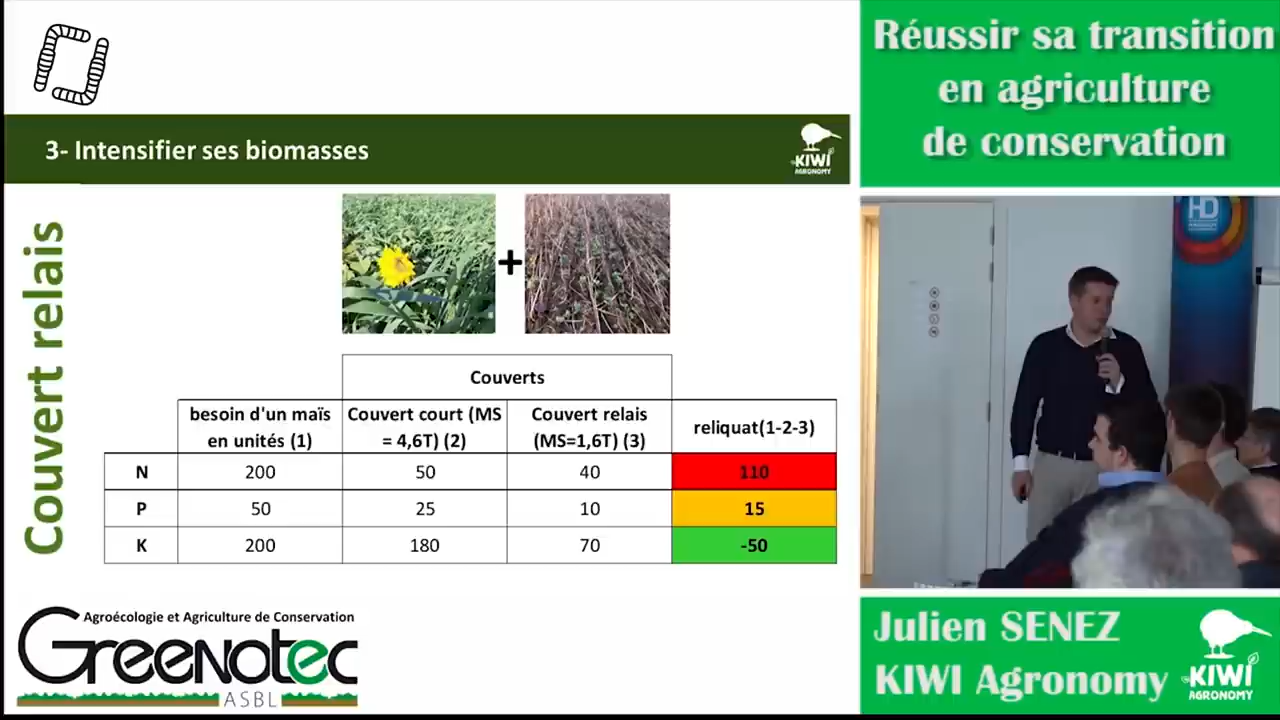 Réussir sa transition
en agriculture
de conservation
3- Intensifier ses biomasses
KIWI
AGRONOMY
Couvert relais
+
Couverts
besoin d'un maïs
en unités (1)
Couvert court (MS
= 4,6T) (2)
Couvert relais
(MS=1,6T) (3)
reliquat(1-2-3)
N 200 50 40 110
P 50 25 10 15
K 200 180 70 -50
HD
Agroécologie et Agriculture de Conservation
Greenotec
ASBL
Julien SENEZ
KIWI Agronomy
KIWI
AGRONOMY